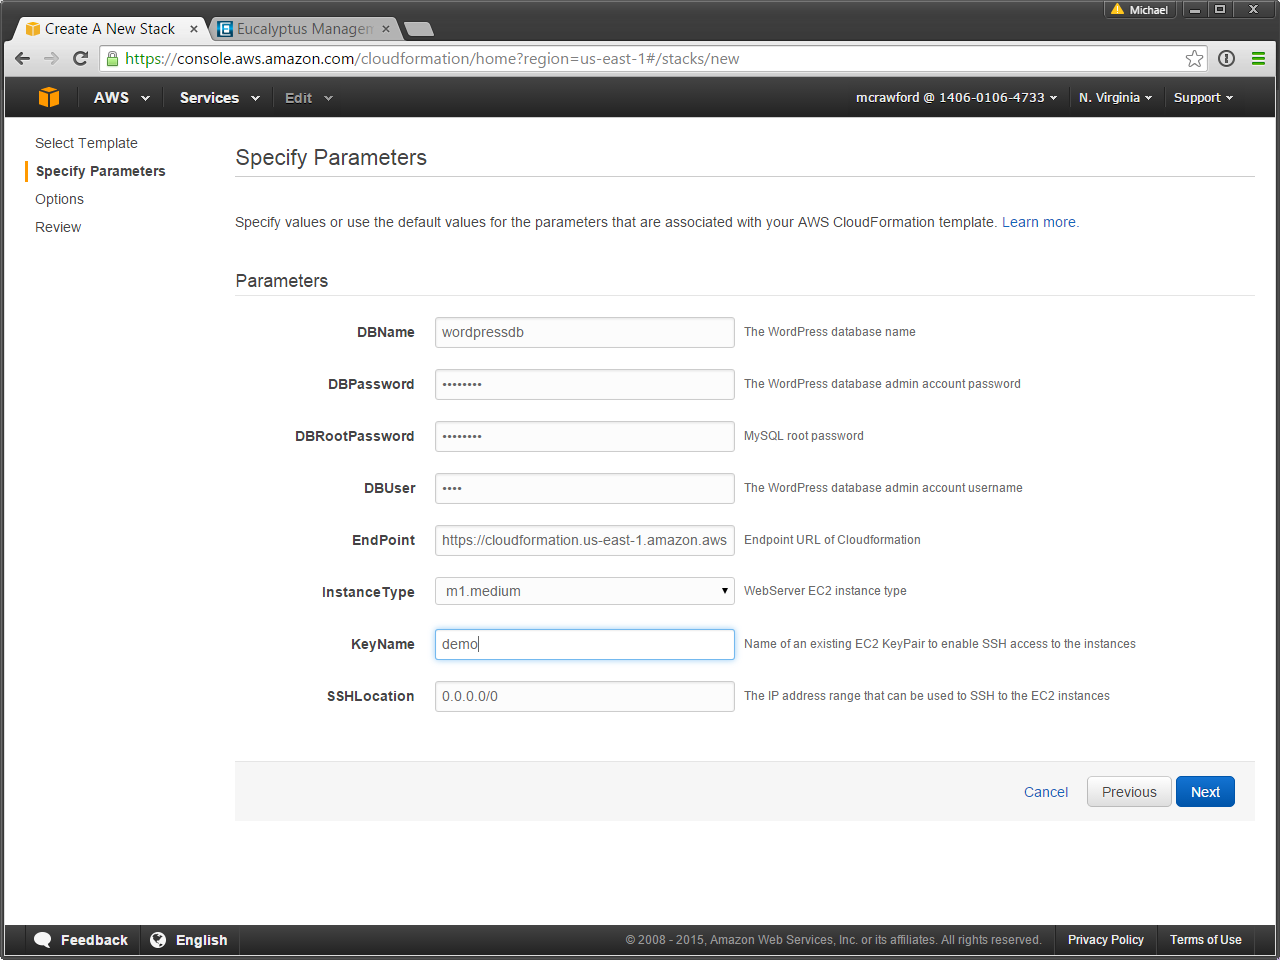 Michael
Create A New Stack
Eucalyptus Managem
https://console.aws.amazon.com/cloudformation/home?region=us-east-1#/stacks/new
AWS Services Edit mcrawford @ 1406-0106-4733 N. Virginia Support
Select Template
Specify Parameters
Options
Review
Specify Parameters
Specify values or use the default values for the parameters that are associated with your AWS CloudFormation template. Learn more.
Parameters
DBName wordpressdb The WordPress database name
DBPassword •••••••• The WordPress database admin account password
DBRootPassword •••••••• MySQL root password
DBUser •••• The WordPress database admin account username
EndPoint https://cloudformation.us-east-1.amazon.aws Endpoint URL of Cloudformation
InstanceType m1.medium WebServer EC2 instance type
KeyName demo Name of an existing EC2 KeyPair to enable SSH access to the instances
SSHLocation 0.0.0.0/0 The IP address range that can be used to SSH to the EC2 instances
Cancel Previous Next
Feedback English © 2008 - 2015, Amazon Web Services, Inc. or its affiliates. All rights reserved. Privacy Policy Terms of Use